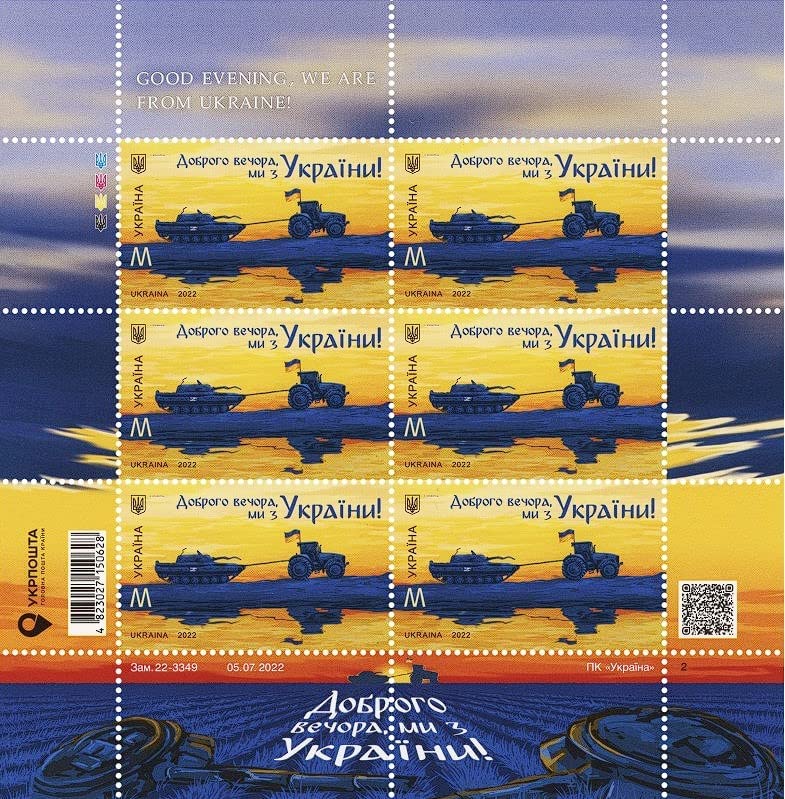 GOOD EVENING, WE ARE
FROM UKRAINE!
Доброго вечора,
ми з України!
УКРАЇНА
M
UKRAINA 2022
Доброго вечора,
ми з України!
УКРАЇНА
M
UKRAINA 2022
Доброго вечора,
ми з України!
УКРАЇНА
M
UKRAINA 2022
Доброго вечора,
ми з України!
УКРАЇНА
M
UKRAINA 2022
Доброго вечора,
ми з України!
УКРАЇНА
M
UKRAINA 2022
Доброго вечора,
ми з України!
УКРАЇНА
M
UKRAINA 2022
УКРПОШТА
ГОЛОВНА ПОШТА КРАЇНИ
4 823027 150628
Зам. 22-3349 05.07.2022 ПК «Україна» 2
Доброго
вечора, ми з
України!